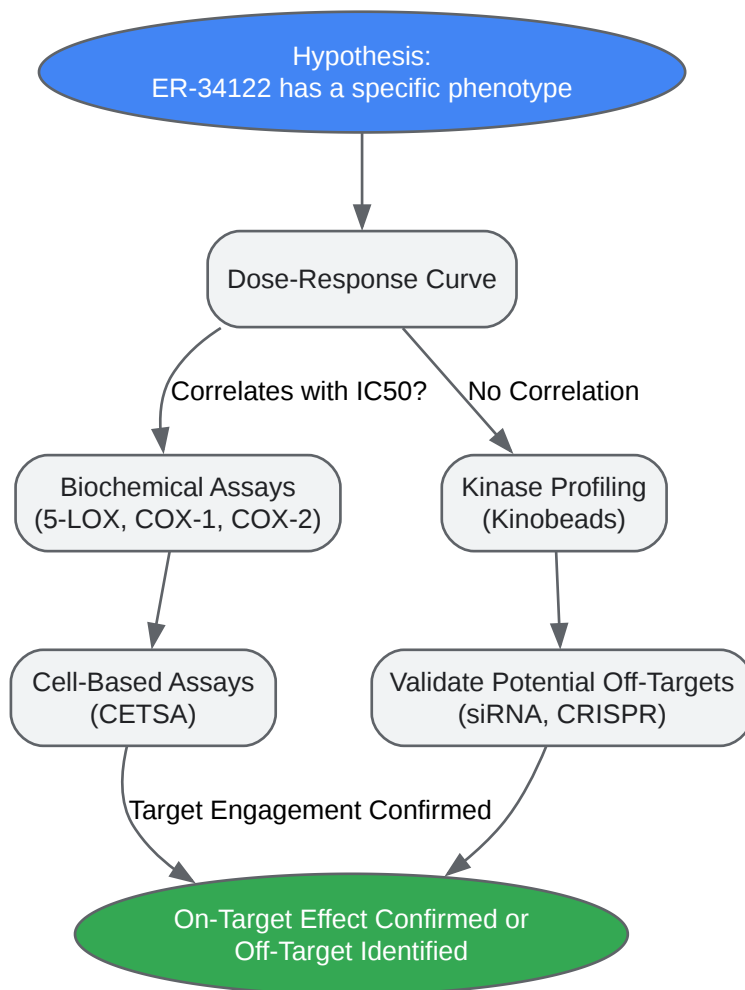 Hypothesis:
ER-34122 has a specific phenotype
Dose-Response Curve
Correlates with IC50?
No Correlation
Biochemical Assays
(5-LOX, COX-1, COX-2)
Kinase Profiling
(Kinobeads)
Cell-Based Assays
(CETSA)
Validate Potential Off-Targets
(siRNA, CRISPR)
Target Engagement Confirmed
On-Target Effect Confirmed or
Off-Target Identified